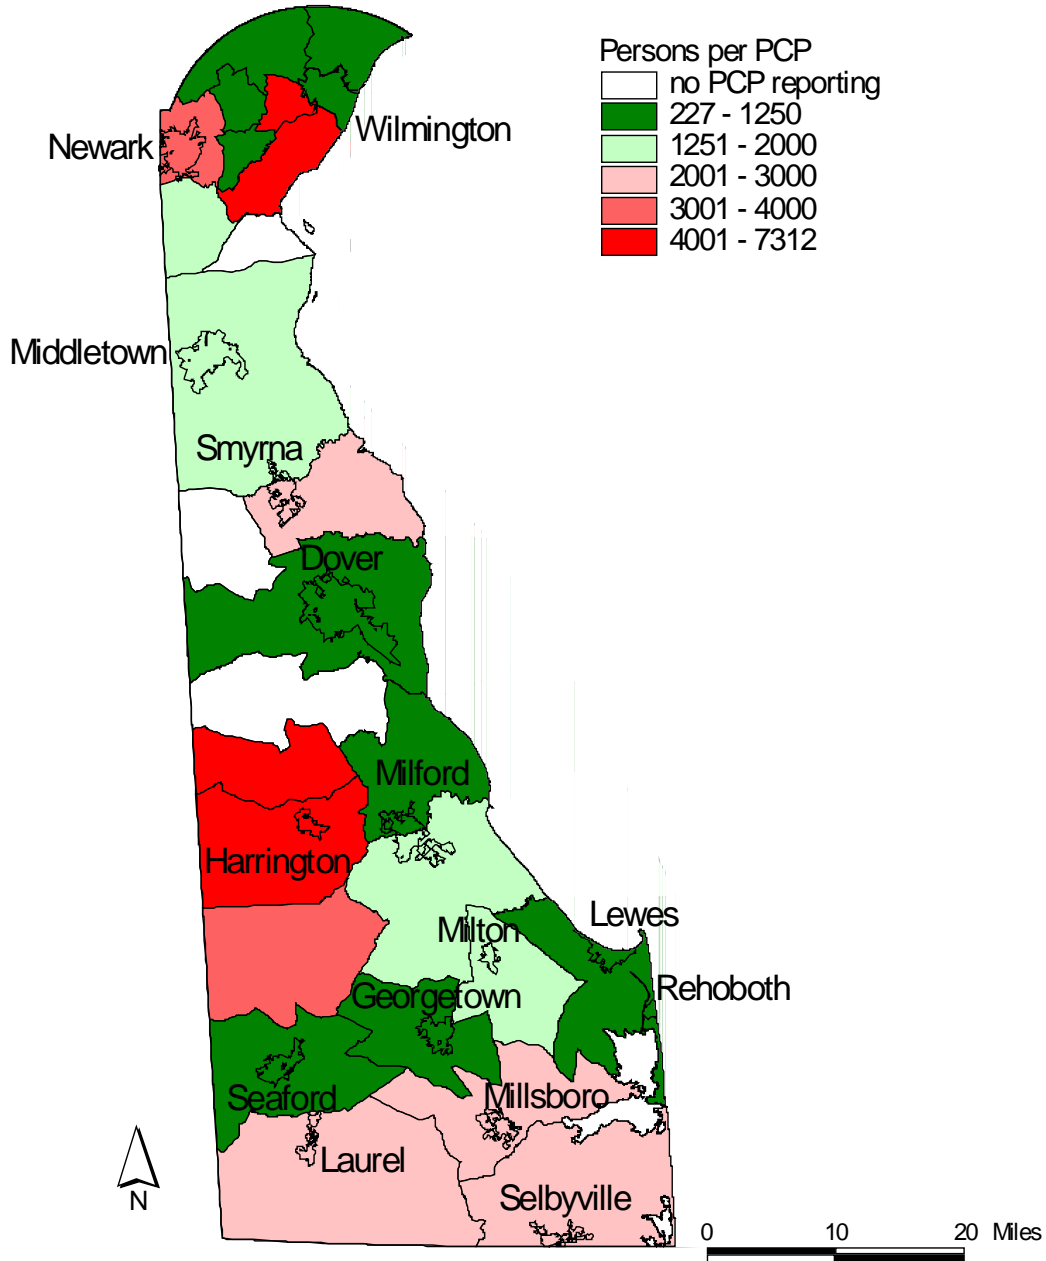 Persons per PCP
no PCP reporting
227 - 1250
1251 - 2000
2001 - 3000
3001 - 4000
4001 - 7312
Wilmington
Newark
Middletown
Smyrna
Dover
Milford
Harrington
Lewes
Milton
Rehoboth
Georgetown
Seaford
Millsboro
Laurel
Selbyville
N
0 10 20 Miles